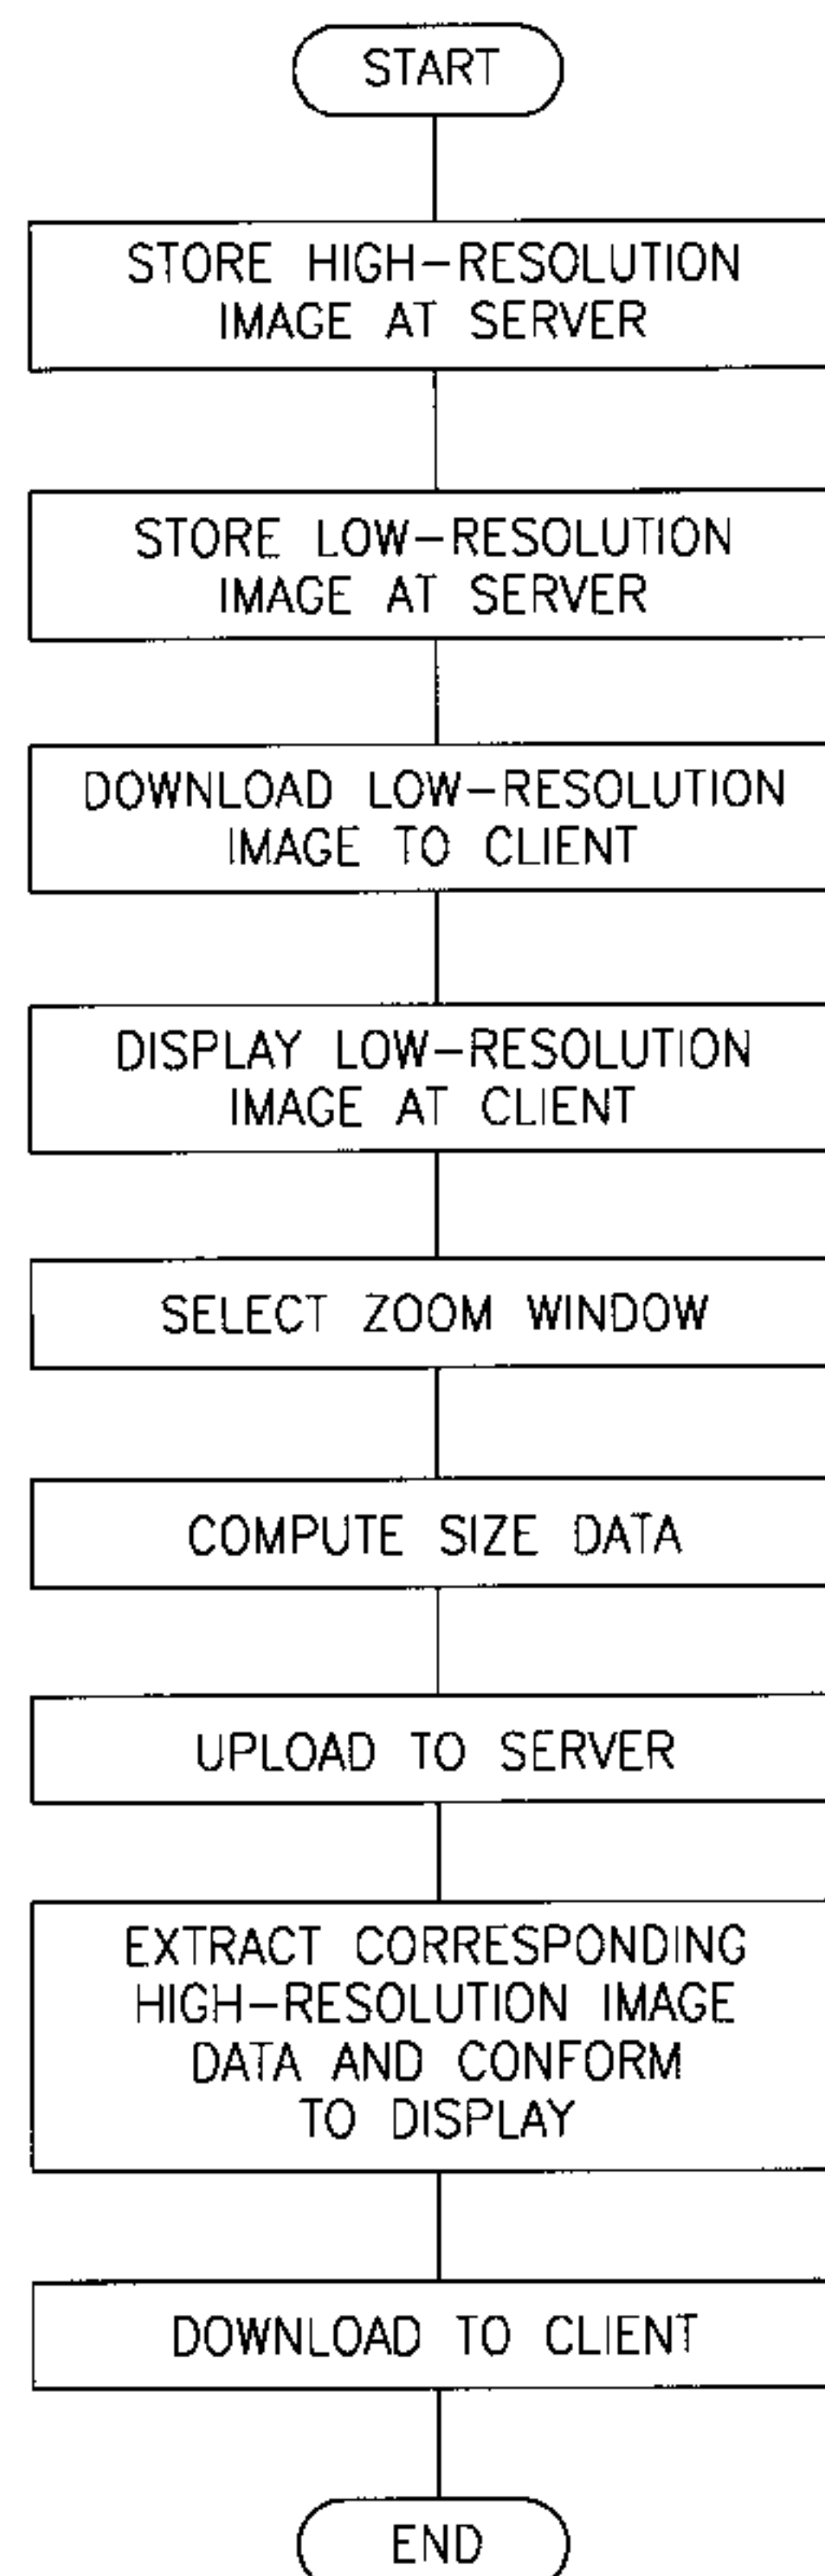 START
STORE HIGH-RESOLUTION
IMAGE AT SERVER
STORE LOW-RESOLUTION
IMAGE AT SERVER
DOWNLOAD LOW-RESOLUTION
IMAGE TO CLIENT
DISPLAY LOW-RESOLUTION
IMAGE AT CLIENT
SELECT ZOOM WINDOW
COMPUTE SIZE DATA
UPLOAD TO SERVER
EXTRACT CORRESPONDING
HIGH-RESOLUTION IMAGE
DATA AND CONFORM
TO DISPLAY
DOWNLOAD TO CLIENT
END